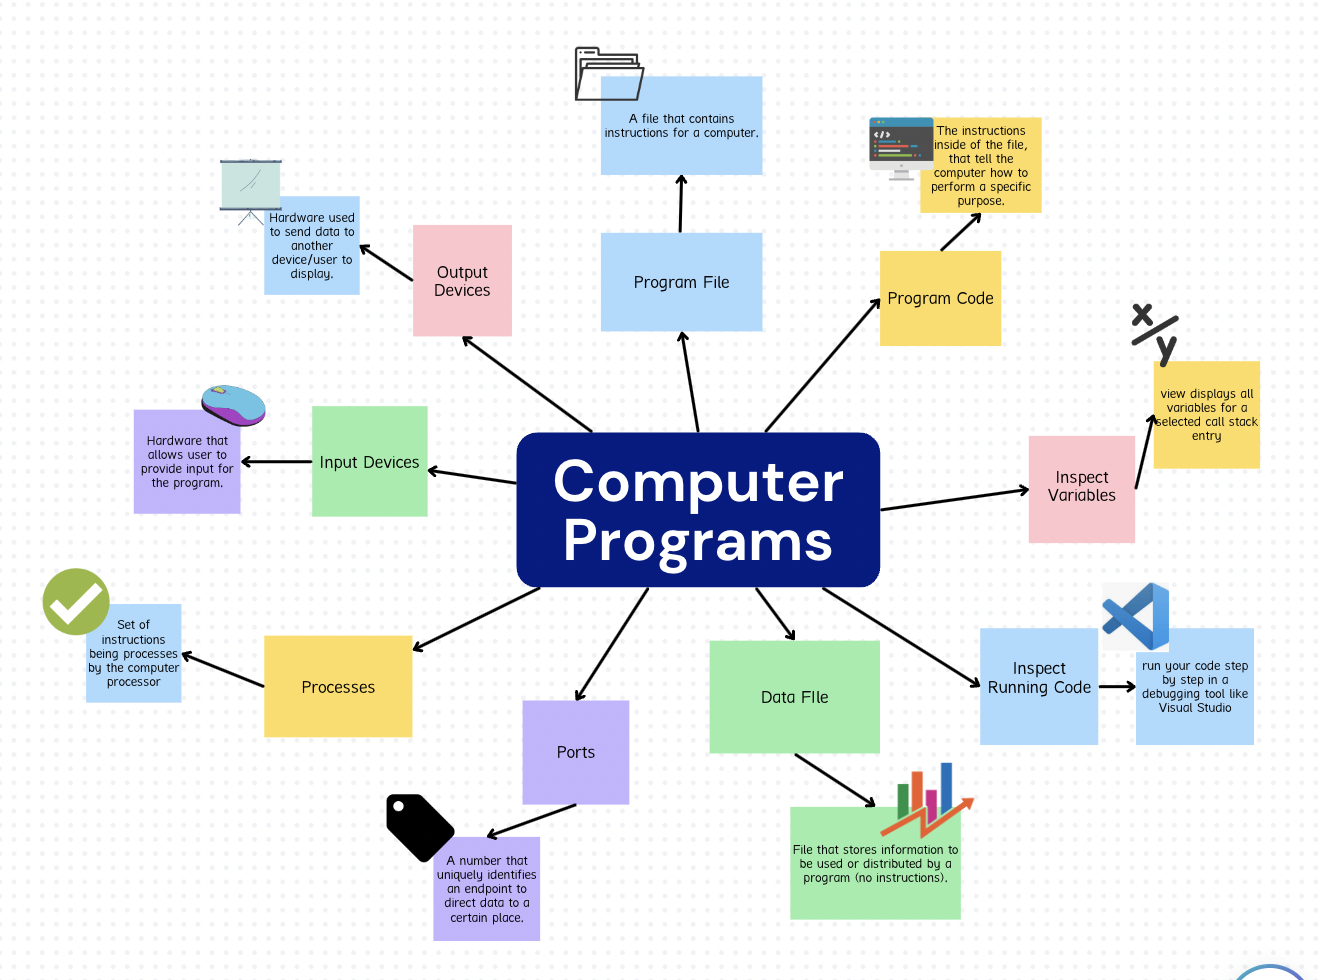 A file that contains
instructions for a computer.
The instructions
inside of the file,
that tell the
computer how to
perform a specific
purpose.
Hardware used
to send data to
another
device/user to
display.
Output
Devices
Program File
Program Code
x/y
view displays all
variables for a
selected call stack
entry
Hardware that
allows user to
provide input for
the program.
Input Devices
Computer
Programs
Inspect
Variables
Set of
instructions
being processes
by the computer
processor
Processes
Ports
Data FIle
Inspect
Running Code
run your code step
by step in a
debugging tool like
Visual Studio
A number that
uniquely identifies
an endpoint to
direct data to a
certain place.
File that stores information to
be used or distributed by a
program (no instructions).